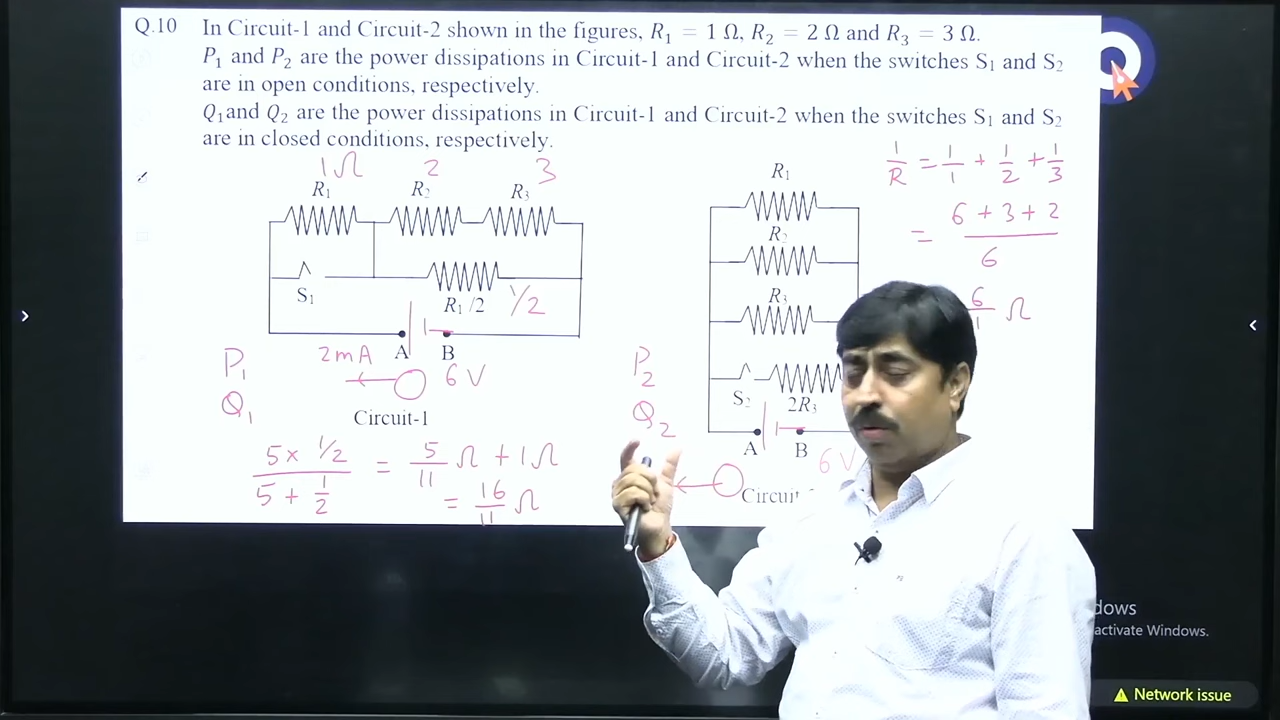 Q.10 In Circuit-1 and Circuit-2 shown in the figures, R₁ = 1 Ω, R₂ = 2 Ω and R₃ = 3 Ω.
P₁ and P₂ are the power dissipations in Circuit-1 and Circuit-2 when the switches S₁ and S₂
are in open conditions, respectively.
Q₁and Q₂ are the power dissipations in Circuit-1 and Circuit-2 when the switches S₁ and S₂
are in closed conditions, respectively.
1Ω 2 3
R₁ R₂ R₃
S₁ R₁/2 1/2
2mA A B
6V
P₁
Q₁
Circuit-1
5 × 1/2 / 5 + 1/2 = 5/11 Ω + 1Ω
= 16/11 Ω
R₁
R₂
R₃
S₂ 2R₃
A B 6V
P₂
Q₂
Circuit
1/R = 1/1 + 1/2 + 1/3
= 6 + 3 + 2 / 6
Ω
dows
activate Windows.
Network issue